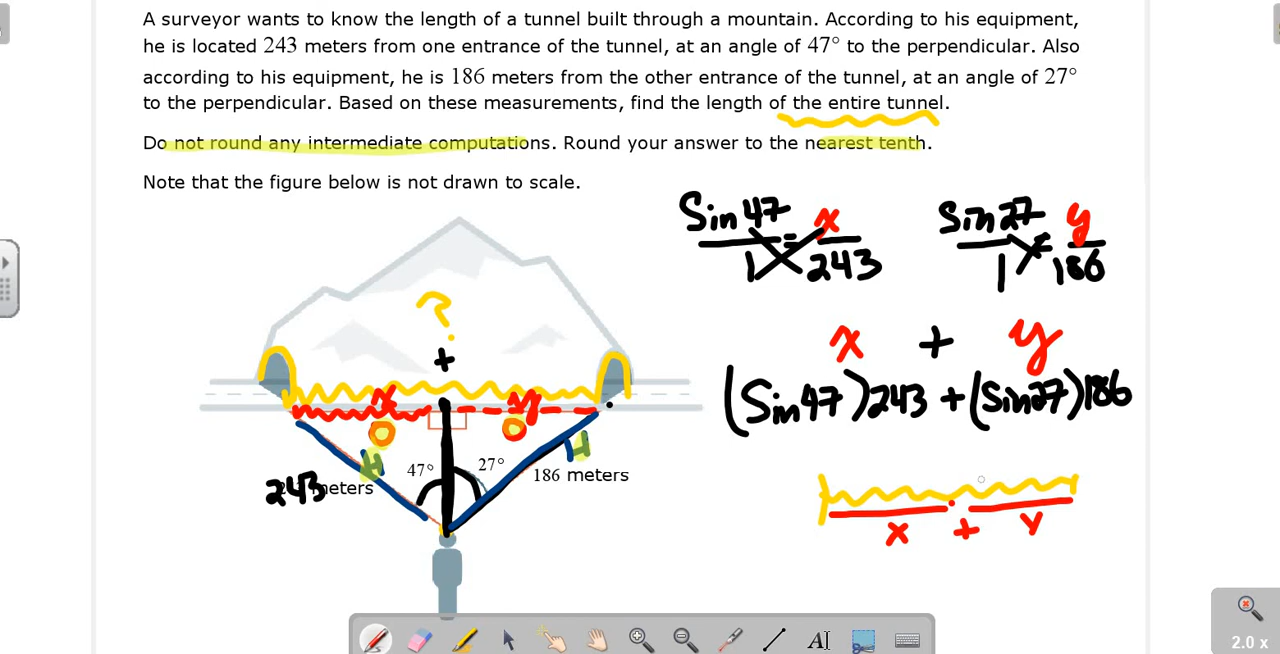 A surveyor wants to know the length of a tunnel built through a mountain. According to his equipment,
he is located 243 meters from one entrance of the tunnel, at an angle of 47° to the perpendicular. Also
according to his equipment, he is 186 meters from the other entrance of the tunnel, at an angle of 27°
to the perpendicular. Based on these measurements, find the length of the entire tunnel.
Do not round any intermediate computations. Round your answer to the nearest tenth.
Note that the figure below is not drawn to scale.
Sin 47 / 1 = x / 243
Sin 27 / 1 = y / 186
?
+
x + y
x y
(Sin 47)243 + (Sin 27)186
O O
H H
47° 27°
243 meters
186 meters
x + y
AI
2.0 x